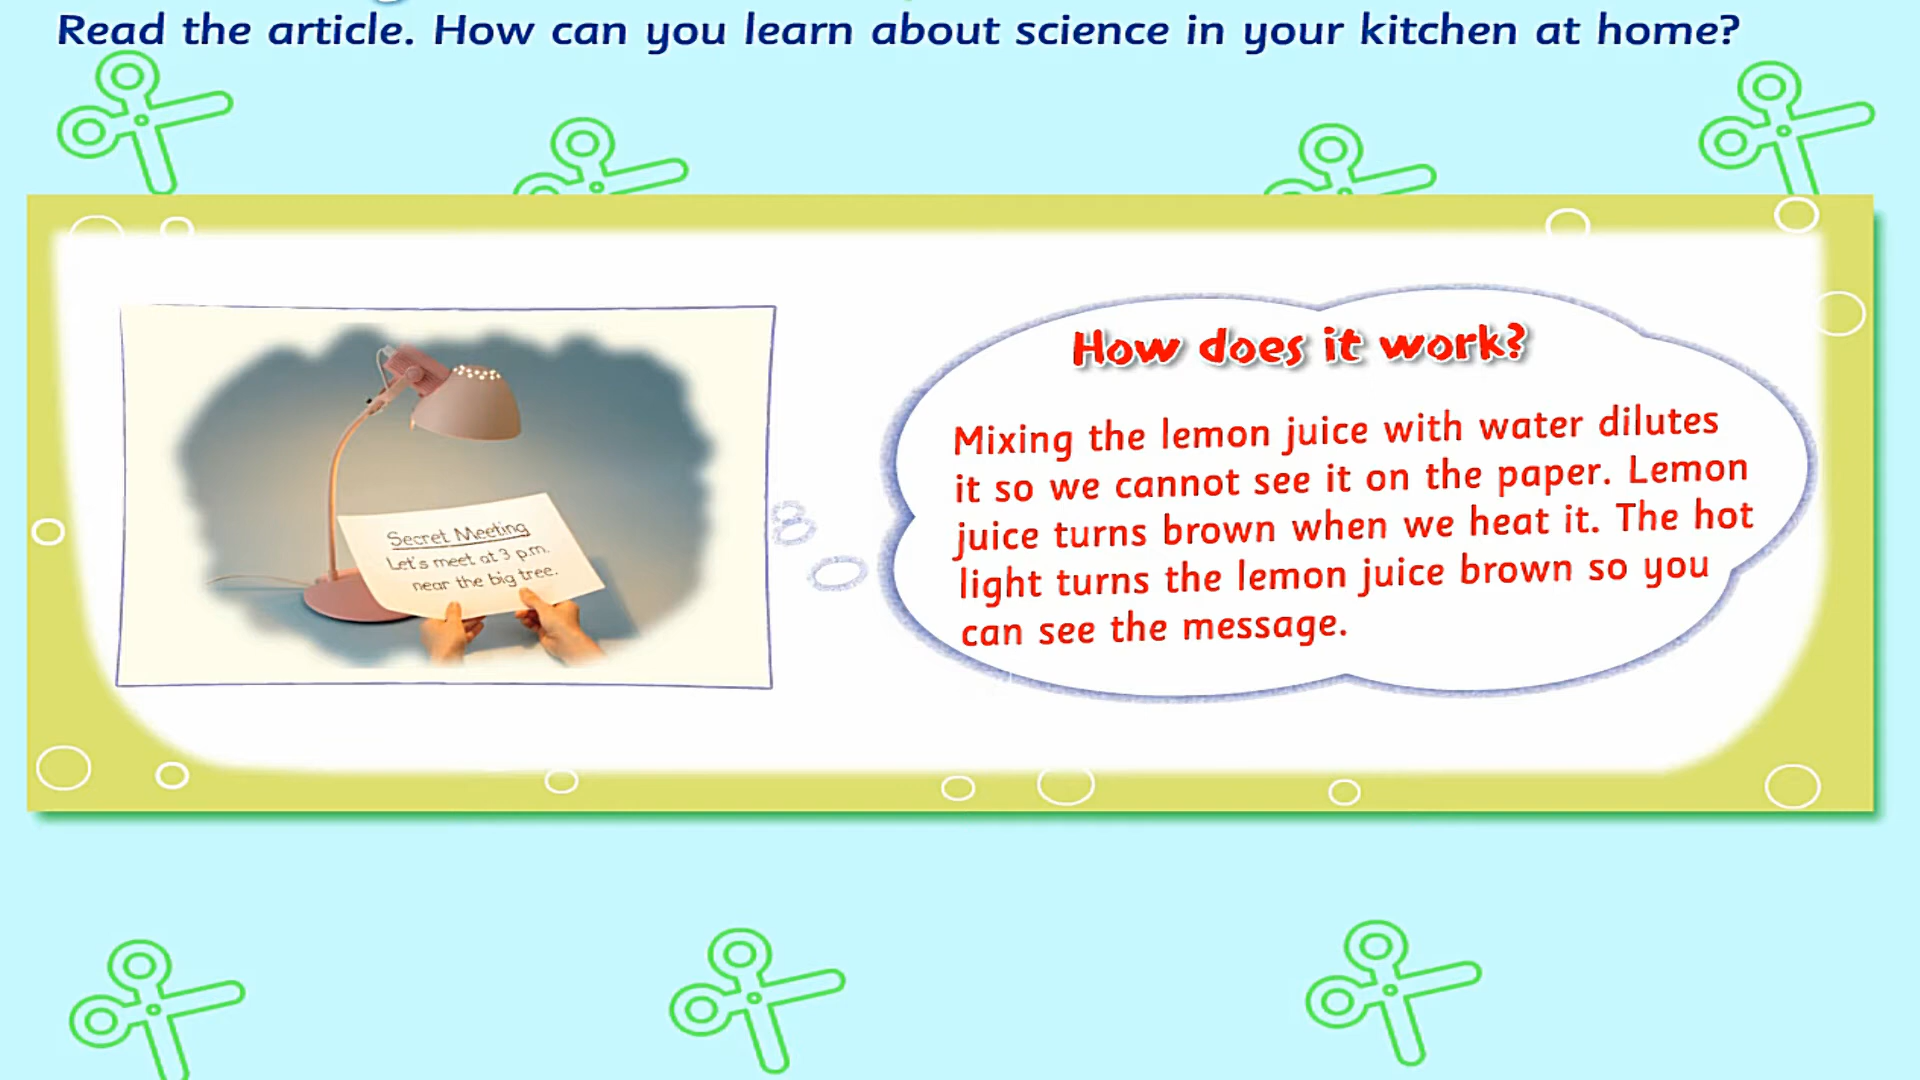 Read the article. How can you learn about science in your kitchen at home?
Secret Meeting
Let's meet at 3 p.m.
near the big tree.
How does it work?
Mixing the lemon juice with water dilutes
it so we cannot see it on the paper. Lemon
juice turns brown when we heat it. The hot
light turns the lemon juice brown so you
can see the message.